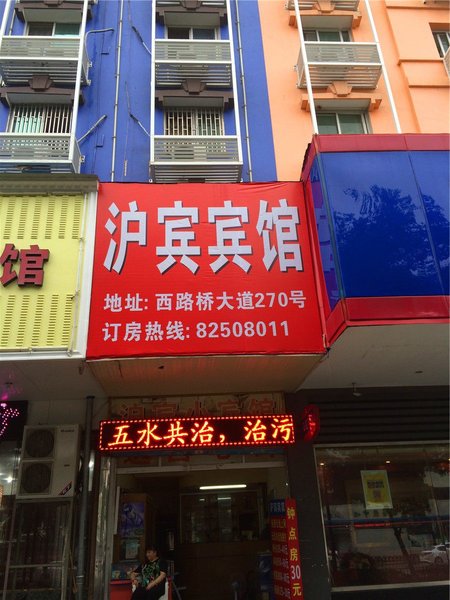 沪宾宾馆
地址: 西路桥大道270号
订房热线: 82508011
馆
五水共治，治污
钟点房30元